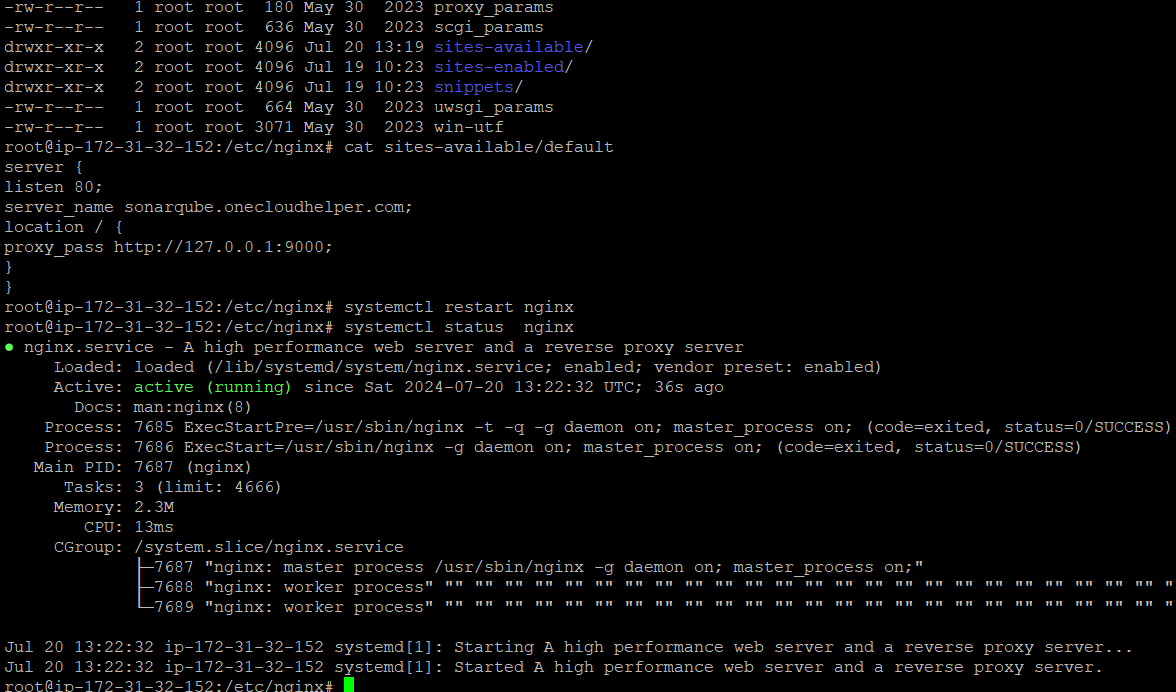 -rw-r--r--   1 root root  180 May 30  2023 proxy_params
-rw-r--r--   1 root root  636 May 30  2023 scgi_params
drwxr-xr-x   2 root root 4096 Jul 20 13:19 sites-available/
drwxr-xr-x   2 root root 4096 Jul 19 10:23 sites-enabled/
drwxr-xr-x   2 root root 4096 Jul 19 10:23 snippets/
-rw-r--r--   1 root root  664 May 30  2023 uwsgi_params
-rw-r--r--   1 root root 3071 May 30  2023 win-utf
root@ip-172-31-32-152:/etc/nginx# cat sites-available/default
server {
listen 80;
server_name sonarqube.onecloudhelper.com;
location / {
proxy_pass http://127.0.0.1:9000;
}
}
root@ip-172-31-32-152:/etc/nginx# systemctl restart nginx
root@ip-172-31-32-152:/etc/nginx# systemctl status  nginx
● nginx.service - A high performance web server and a reverse proxy server
     Loaded: loaded (/lib/systemd/system/nginx.service; enabled; vendor preset: enabled)
     Active: active (running) since Sat 2024-07-20 13:22:32 UTC; 36s ago
       Docs: man:nginx(8)
    Process: 7685 ExecStartPre=/usr/sbin/nginx -t -q -g daemon on; master_process on; (code=exited, status=0/SUCCESS)
    Process: 7686 ExecStart=/usr/sbin/nginx -g daemon on; master_process on; (code=exited, status=0/SUCCESS)
   Main PID: 7687 (nginx)
      Tasks: 3 (limit: 4666)
     Memory: 2.3M
        CPU: 13ms
     CGroup: /system.slice/nginx.service
             ├─7687 "nginx: master process /usr/sbin/nginx -g daemon on; master_process on;"
             ├─7688 "nginx: worker process" "" "" "" "" "" "" "" "" "" "" "" "" "" "" "" "" "" "" "" "" "" "" "" "" "
             └─7689 "nginx: worker process" "" "" "" "" "" "" "" "" "" "" "" "" "" "" "" "" "" "" "" "" "" "" "" "" "

Jul 20 13:22:32 ip-172-31-32-152 systemd[1]: Starting A high performance web server and a reverse proxy server...
Jul 20 13:22:32 ip-172-31-32-152 systemd[1]: Started A high performance web server and a reverse proxy server.
root@ip-172-31-32-152:/etc/nginx#